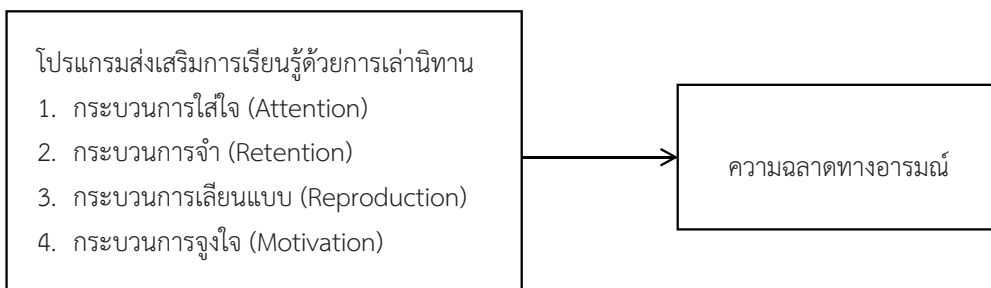 โปรแกรมส่งเสริมการเรียนรู้ด้วยการเล่านิทาน
1. กระบวนการใส่ใจ (Attention)
2. กระบวนการจำ (Retention)
3. กระบวนการเลียนแบบ (Reproduction)
4. กระบวนการจูงใจ (Motivation)
ความฉลาดทางอารมณ์